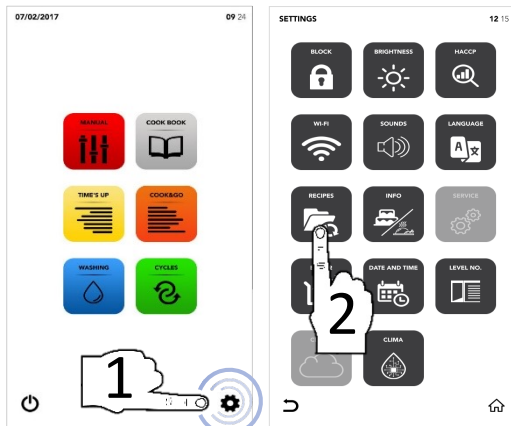 07/02/2017 09 24
MANUAL COOK BOOK
TIME'S UP COOK&GO
WASHING CYCLES
1
SETTINGS 12 15
BLOCK BRIGHTNESS HACCP
WI-FI SOUNDS LANGUAGE
RECIPES INFO SERVICE
DATE AND TIME LEVEL NO.
2
CLIMA